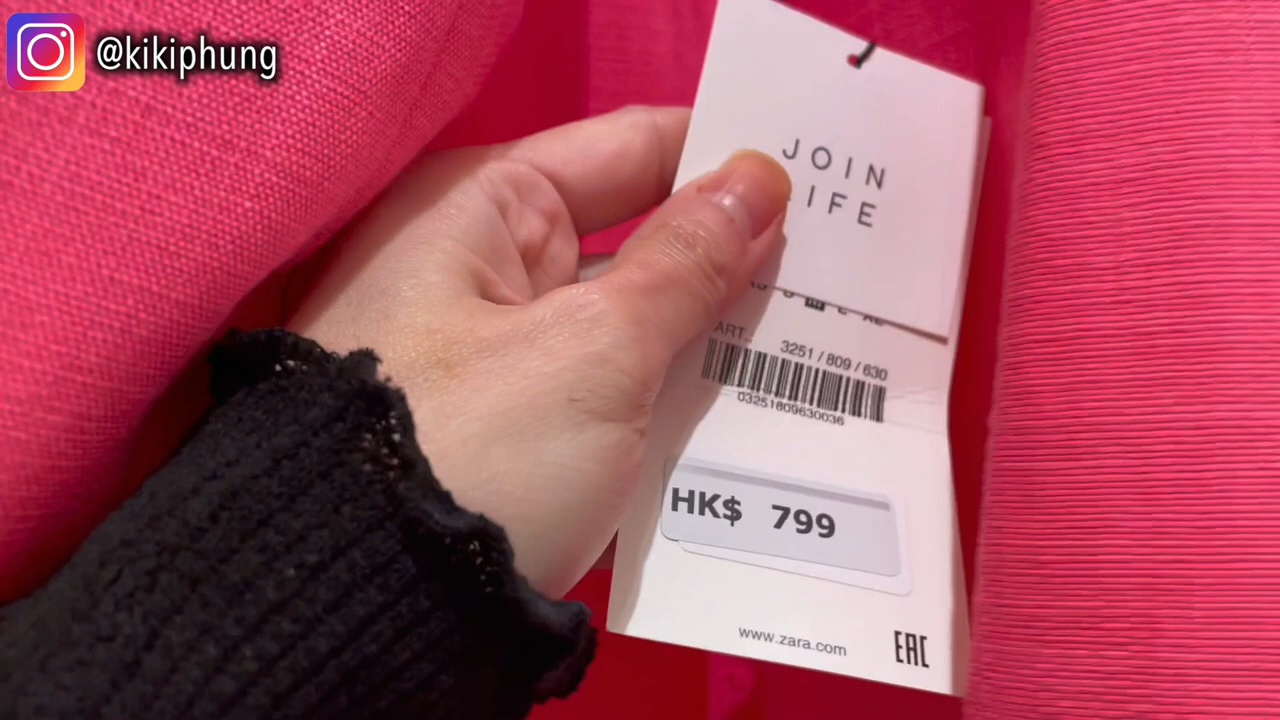 @kikiphung
JOIN
IFE
ART.:
3251 / 809 / 630
03251809630036
HK$ 799
www.zara.com
EAC